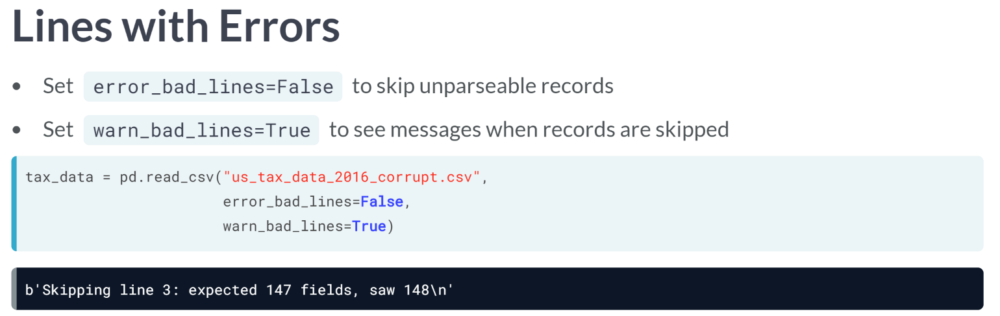 Lines with Errors
• Set error_bad_lines=False to skip unparseable records
• Set warn_bad_lines=True to see messages when records are skipped
tax_data = pd.read_csv("us_tax_data_2016_corrupt.csv",
                       error_bad_lines=False,
                       warn_bad_lines=True)
b'Skipping line 3: expected 147 fields, saw 148\n'